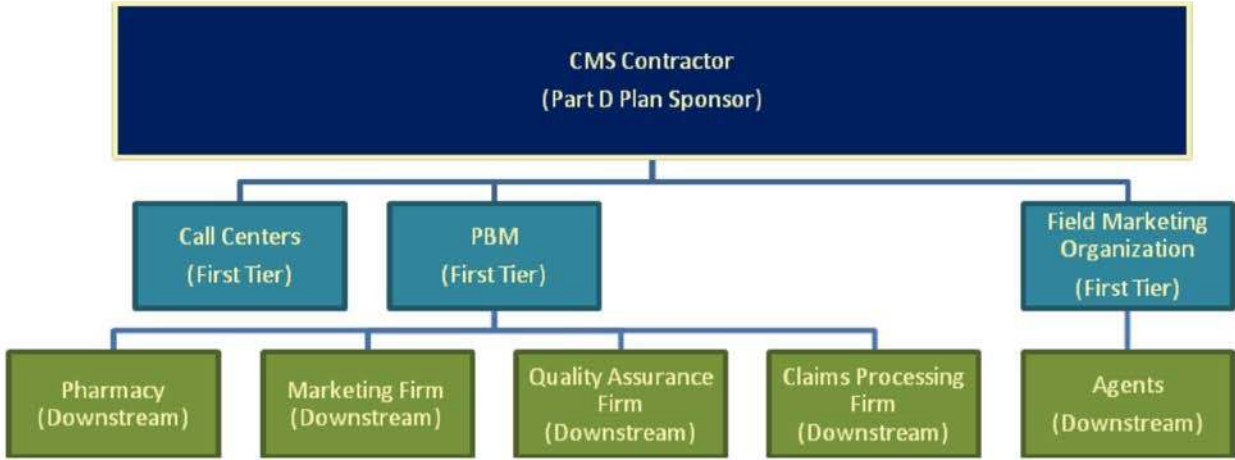 CMS Contractor
(Part D Plan Sponsor)
Call Centers
(First Tier)
PBM
(First Tier)
Field Marketing
Organization
(First Tier)
Pharmacy
(Downstream)
Marketing Firm
(Downstream)
Quality Assurance
Firm
(Downstream)
Claims Processing
Firm
(Downstream)
Agents
(Downstream)